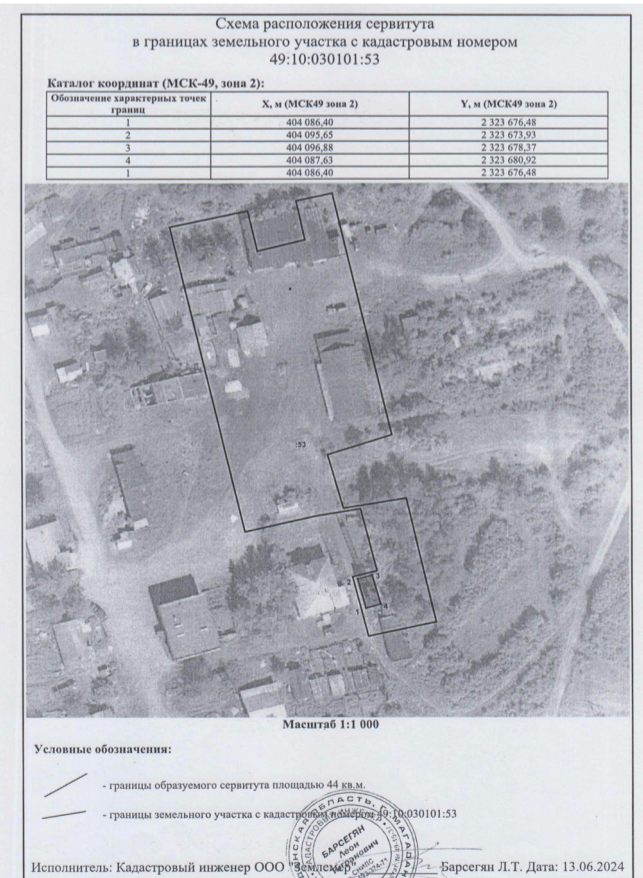 Схема расположения сервитута
в границах земельного участка с кадастровым номером
49:10:030101:53
Каталог координат (МСК-49, зона 2):
Обозначение характерных точек границ X, м (МСК49 зона 2) Y, м (МСК49 зона 2)
1 404 086,40 2 323 676,48
2 404 095,65 2 323 673,93
3 404 096,88 2 323 678,37
4 404 087,63 2 323 680,92
1 404 086,40 2 323 676,48
:53
2 3
1 4
Масштаб 1:1 000
Условные обозначения:
- границы образуемого сервитута площадью 44 кв.м.
- границы земельного участка с кадастровым номером 49:10:030101:53
БАРСЕГЯН
Леон
СНИЛС
Исполнитель: Кадастровый инженер ООО "Землемер" Барсегян Л.Т. Дата: 13.06.2024